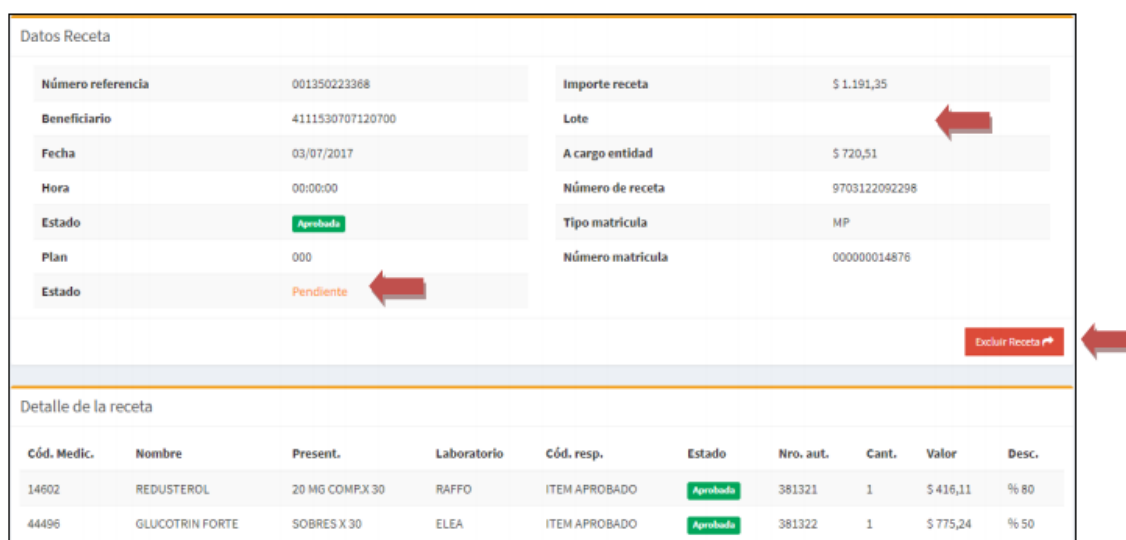 Datos Receta
Número referencia 001350223368 Importe receta $ 1.191,35
Beneficiario 4111530707120700 Lote
Fecha 03/07/2017 A cargo entidad $ 720,51
Hora 00:00:00 Número de receta 9703122092298
Estado Aprobada Tipo matricula MP
Plan 000 Número matricula 000000014876
Estado Pendiente
Excluir Receta
Detalle de la receta
Cód. Medic. Nombre Present. Laboratorio Cód. resp. Estado Nro. aut. Cant. Valor Desc.
14602 REDUSTEROL 20 MG COMP.X 30 RAFFO ITEM APROBADO Aprobada 381321 1 $ 416,11 % 80
44496 GLUCOTRIN FORTE SOBRES X 30 ELEA ITEM APROBADO Aprobada 381322 1 $ 775,24 % 50